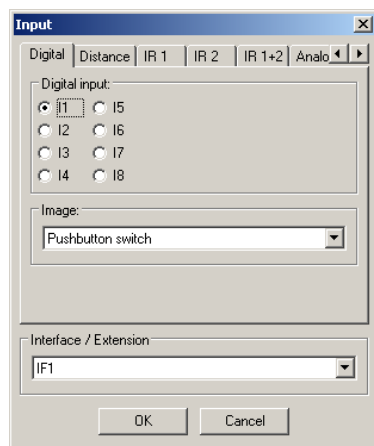 Input
Digital Distance IR 1 IR 2 IR 1+2 Analo
Digital input:
I1 I5
I2 I6
I3 I7
I4 I8
Image:
Pushbutton switch
Interface / Extension
IF1
OK Cancel